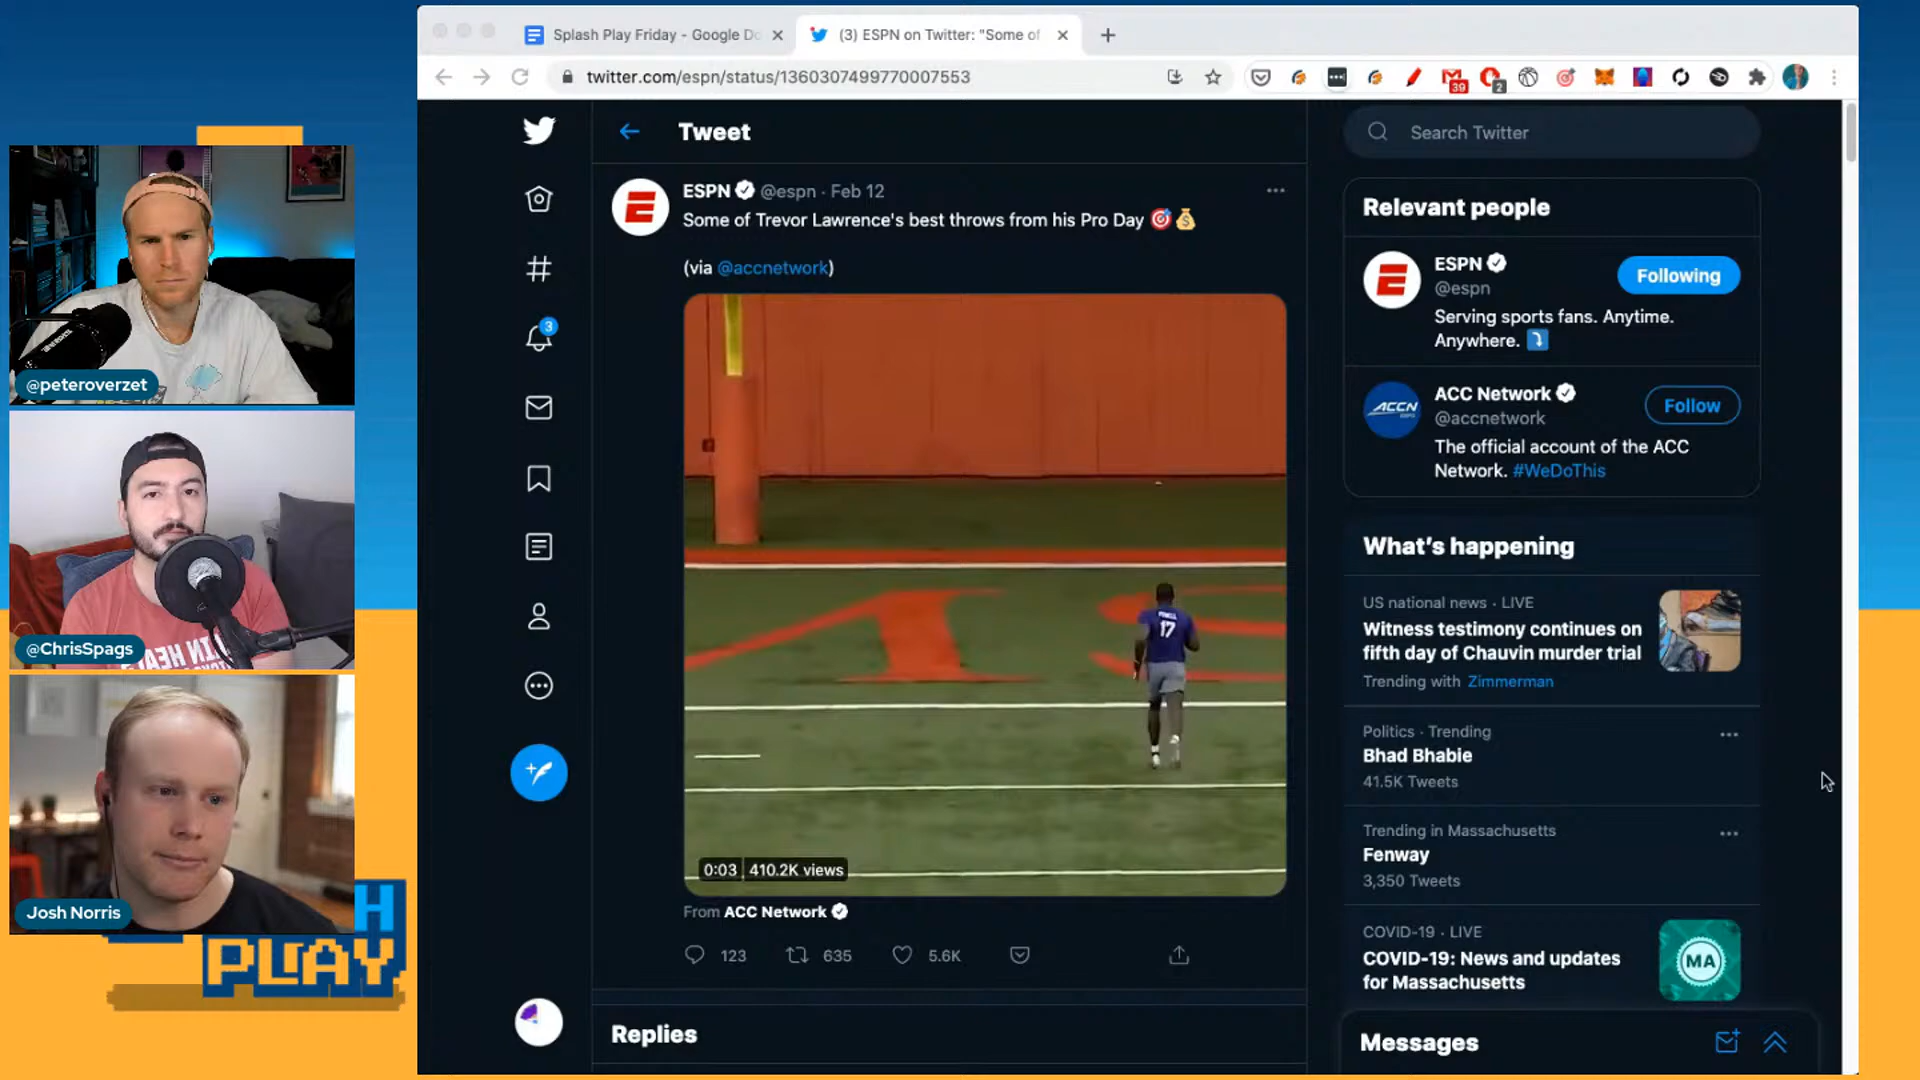 Splash Play Friday - Google Do
(3) ESPN on Twitter: "Some of
twitter.com/espn/status/1360307499770007553
39
2
Tweet
Search Twitter
ESPN @espn · Feb 12
Some of Trevor Lawrence's best throws from his Pro Day
(via @accnetwork)
17
0:03 410.2K views
From ACC Network
123 635 5.6K
Replies
3
Relevant people
ESPN
@espn
Following
Serving sports fans. Anytime.
Anywhere.
ACCN
ACC Network
@accnetwork
Follow
The official account of the ACC
Network. #WeDoThis
What's happening
US national news · LIVE
Witness testimony continues on
fifth day of Chauvin murder trial
Trending with Zimmerman
Politics · Trending
Bhad Bhabie
41.5K Tweets
Trending in Massachusetts
Fenway
3,350 Tweets
COVID-19 · LIVE
COVID-19: News and updates
for Massachusetts
MA
Messages
@peteroverzet
@ChrisSpags
Josh Norris
H
PLAY